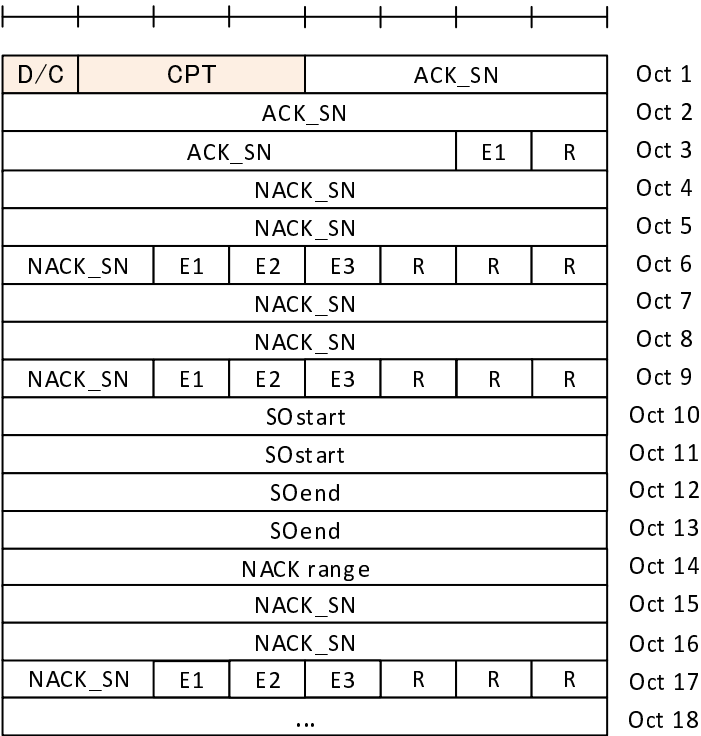 D/C CPT ACK_SN Oct 1
ACK_SN Oct 2
ACK_SN E1 R Oct 3
NACK_SN Oct 4
NACK_SN Oct 5
NACK_SN E1 E2 E3 R R R Oct 6
NACK_SN Oct 7
NACK_SN Oct 8
NACK_SN E1 E2 E3 R R R Oct 9
SOstart Oct 10
SOstart Oct 11
SOend Oct 12
SOend Oct 13
NACK range Oct 14
NACK_SN Oct 15
NACK_SN Oct 16
NACK_SN E1 E2 E3 R R R Oct 17
... Oct 18